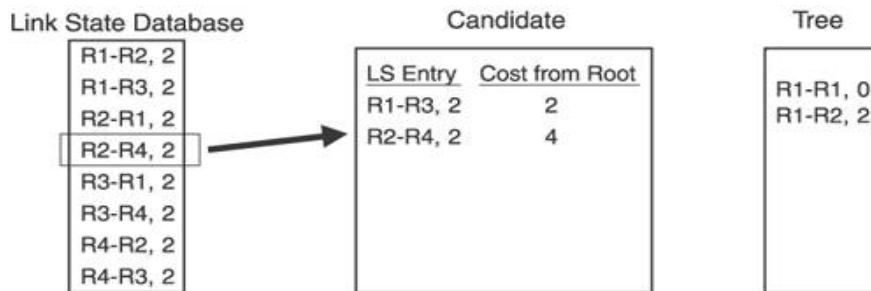 Link State Database
R1-R2, 2
R1-R3, 2
R2-R1, 2
R2-R4, 2
R3-R1, 2
R3-R4, 2
R4-R2, 2
R4-R3, 2
Candidate
LS Entry Cost from Root
R1-R3, 2 2
R2-R4, 2 4
Tree
R1-R1, 0
R1-R2, 2